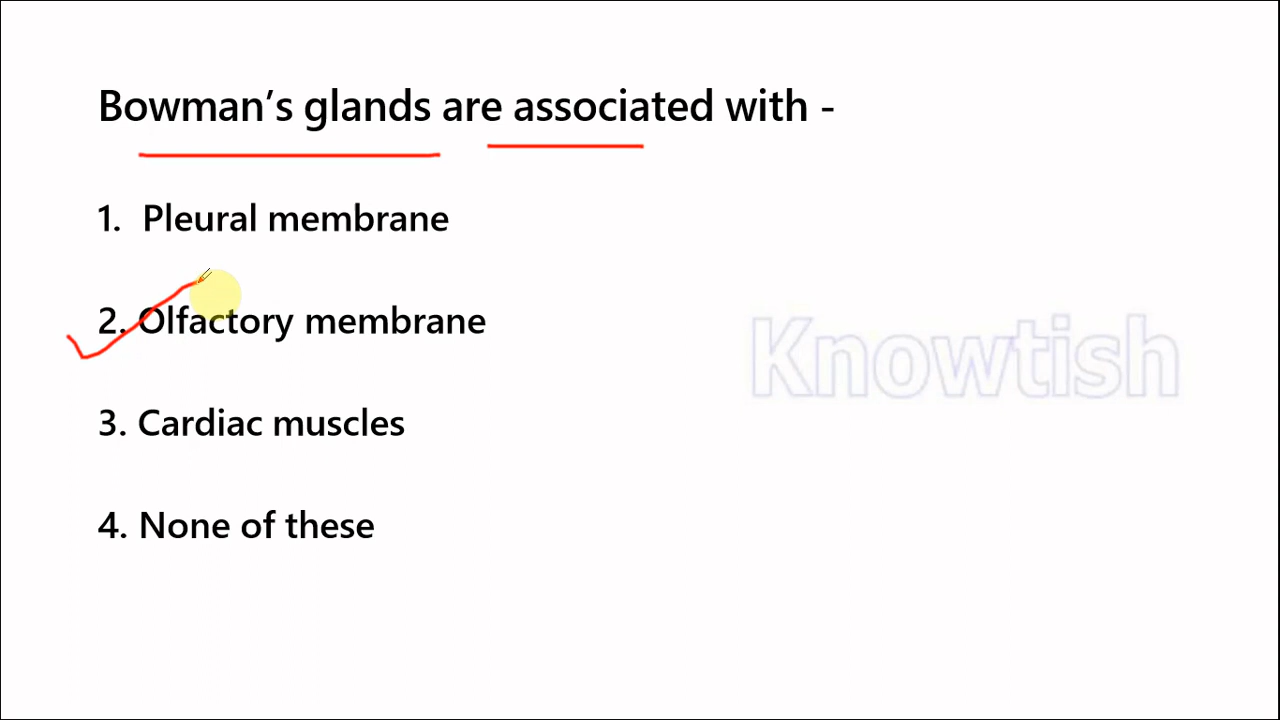 Bowman’s glands are associated with -
1. Pleural membrane
2. Olfactory membrane
Knowtish
3. Cardiac muscles
4. None of these